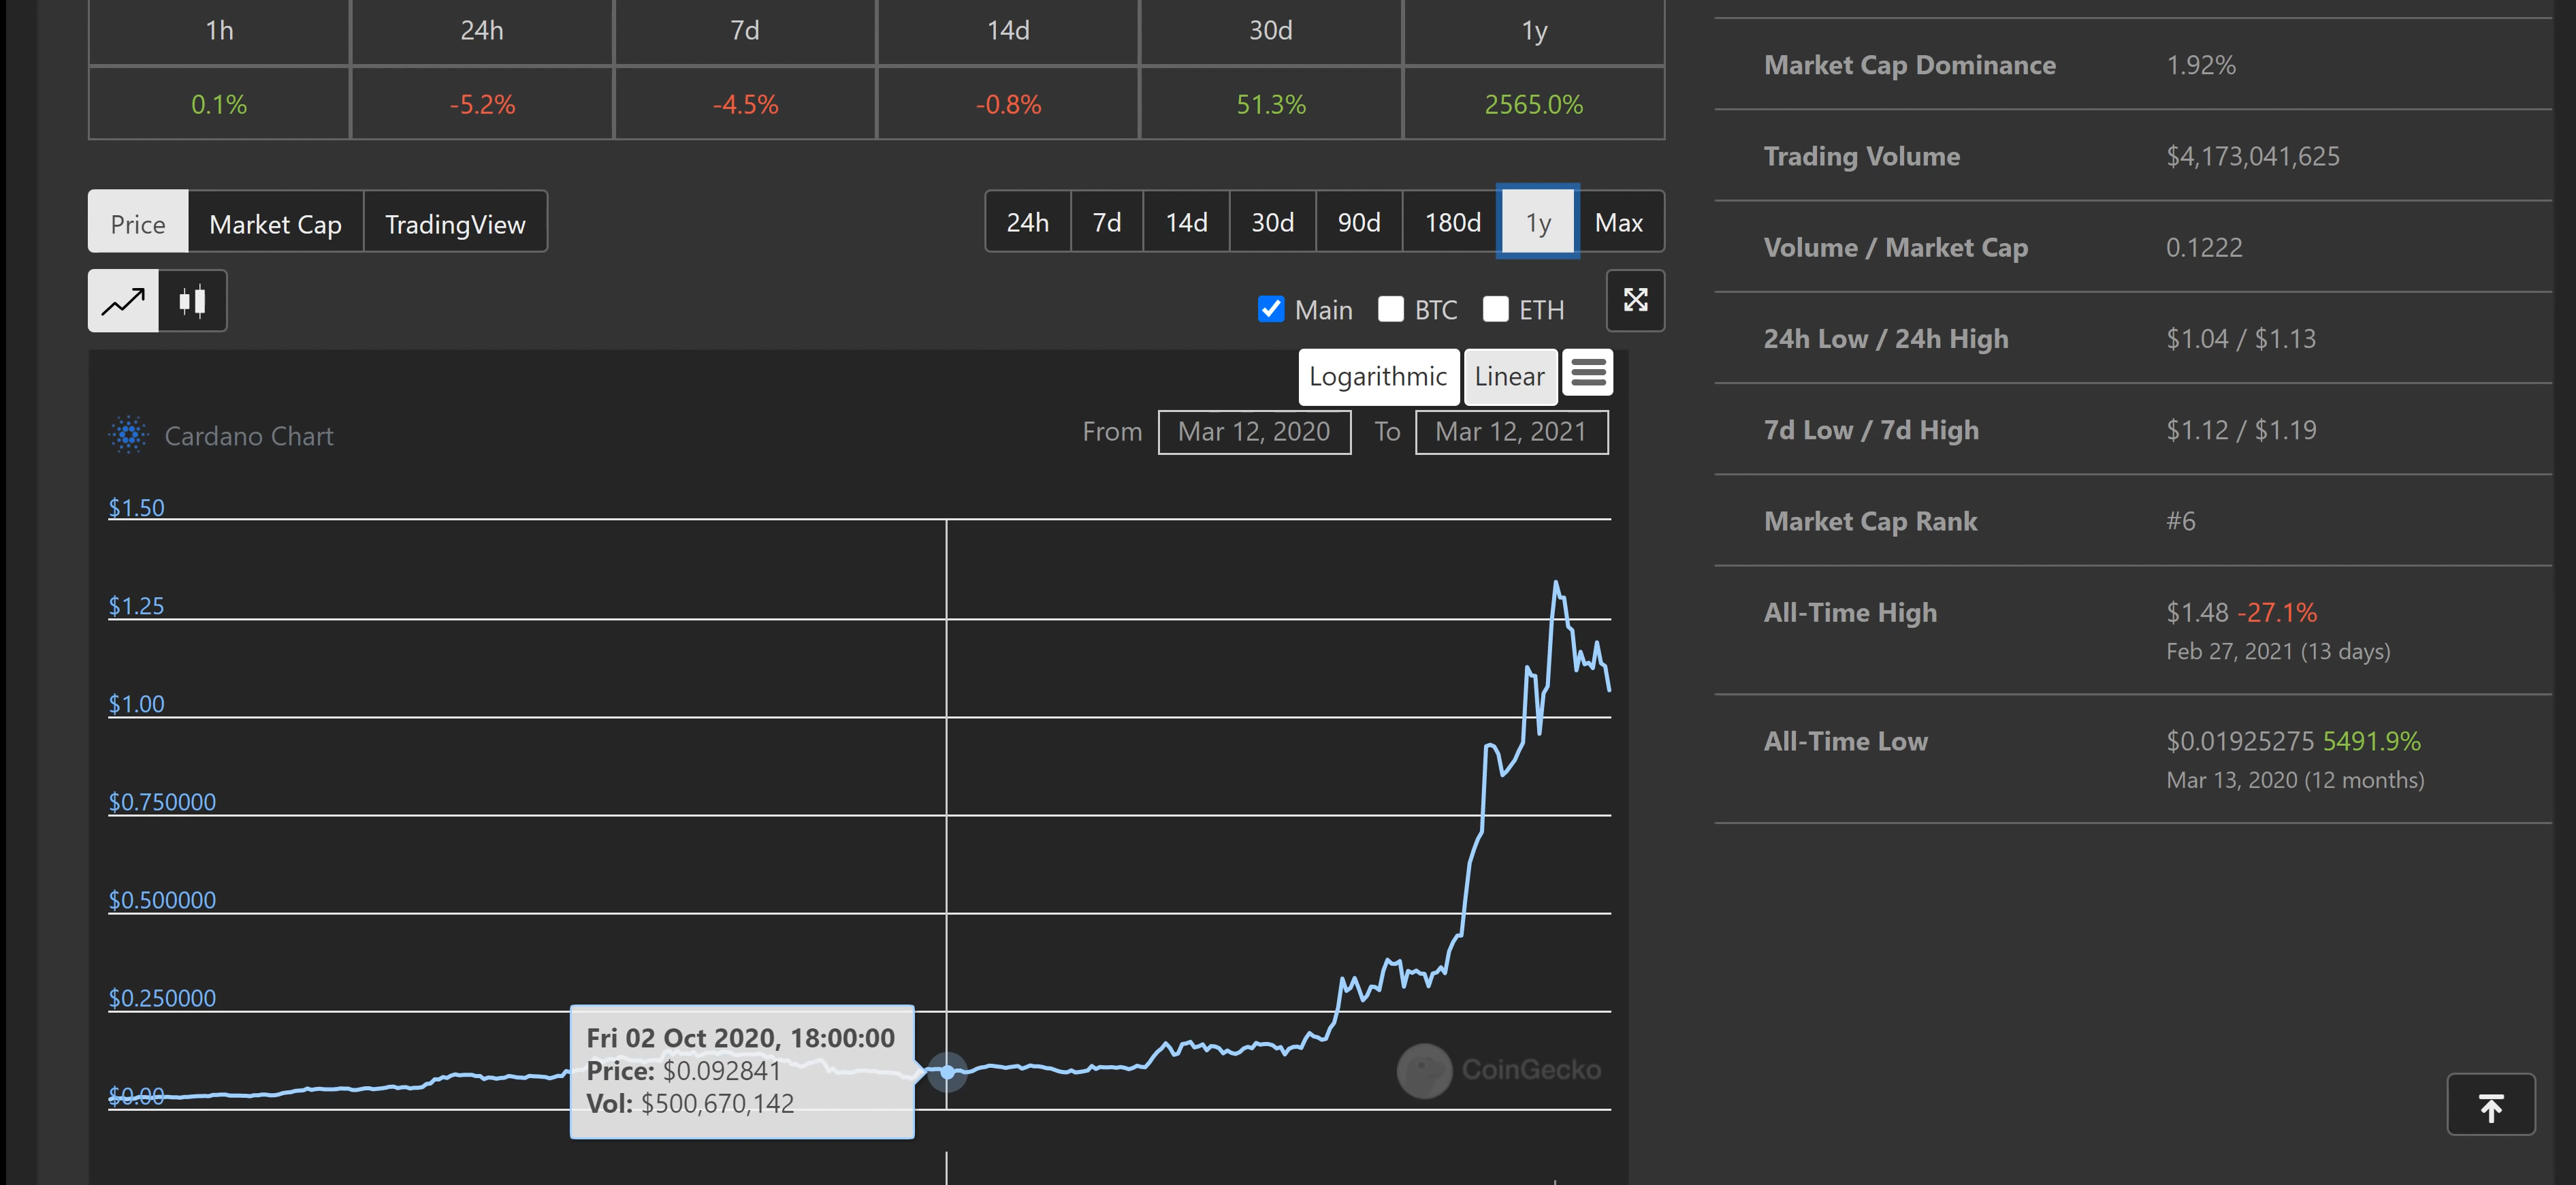 1h 24h 7d 14d 30d 1y
0.1% -5.2% -4.5% -0.8% 51.3% 2565.0%
Price Market Cap TradingView
24h 7d 14d 30d 90d 180d 1y Max
Main BTC ETH
Logarithmic Linear
Cardano Chart
From Mar 12, 2020 To Mar 12, 2021
$1.50
$1.25
$1.00
$0.750000
$0.500000
$0.250000
$0.00
Fri 02 Oct 2020, 18:00:00
Price: $0.092841
Vol: $500,670,142
CoinGecko
Market Cap Dominance 1.92%
Trading Volume $4,173,041,625
Volume / Market Cap 0.1222
24h Low / 24h High $1.04 / $1.13
7d Low / 7d High $1.12 / $1.19
Market Cap Rank #6
All-Time High $1.48 -27.1%
Feb 27, 2021 (13 days)
All-Time Low $0.01925275 5491.9%
Mar 13, 2020 (12 months)